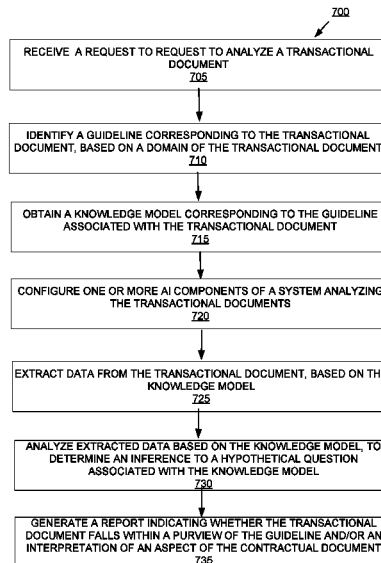 700
RECEIVE A REQUEST TO REQUEST TO ANALYZE A TRANSACTIONAL
DOCUMENT
705
IDENTIFY A GUIDELINE CORRESPONDING TO THE TRANSACTIONAL
DOCUMENT, BASED ON A DOMAIN OF THE TRANSACTIONAL DOCUMENT
710
OBTAIN A KNOWLEDGE MODEL CORRESPONDING TO THE GUIDELINE
ASSOCIATED WITH THE TRANSACTIONAL DOCUMENT
715
CONFIGURE ONE OR MORE AI COMPONENTS OF A SYSTEM ANALYZING
THE TRANSACTIONAL DOCUMENTS
720
EXTRACT DATA FROM THE TRANSACTIONAL DOCUMENT, BASED ON THE
KNOWLEDGE MODEL
725
ANALYZE EXTRACTED DATA BASED ON THE KNOWLEDGE MODEL, TO
DETERMINE AN INFERENCE TO A HYPOTHETICAL QUESTION
ASSOCIATED WITH THE KNOWLEDGE MODEL
730
GENERATE A REPORT INDICATING WHETHER THE TRANSACTIONAL
DOCUMENT FALLS WITHIN A PURVIEW OF THE GUIDELINE AND/OR AN
INTERPRETATION OF AN ASPECT OF THE CONTRACTUAL DOCUMENT
735